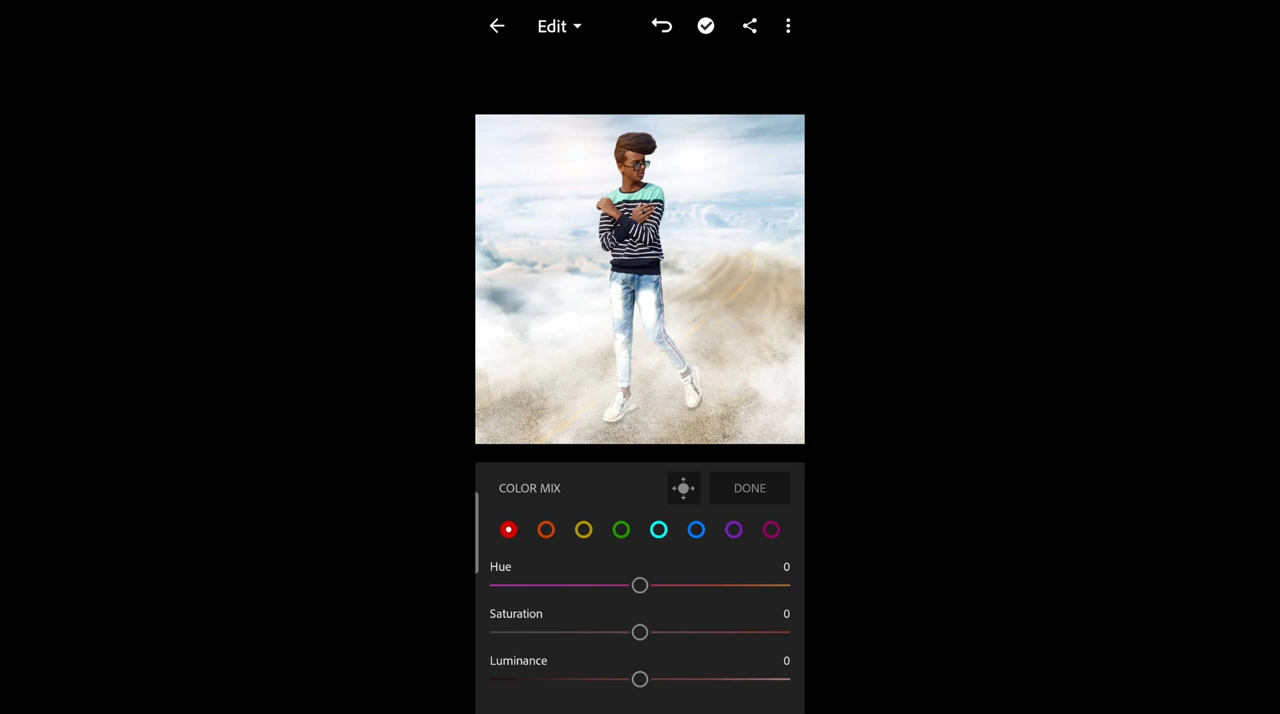 Edit
COLOR MIX
DONE
Hue 0
Saturation 0
Luminance 0